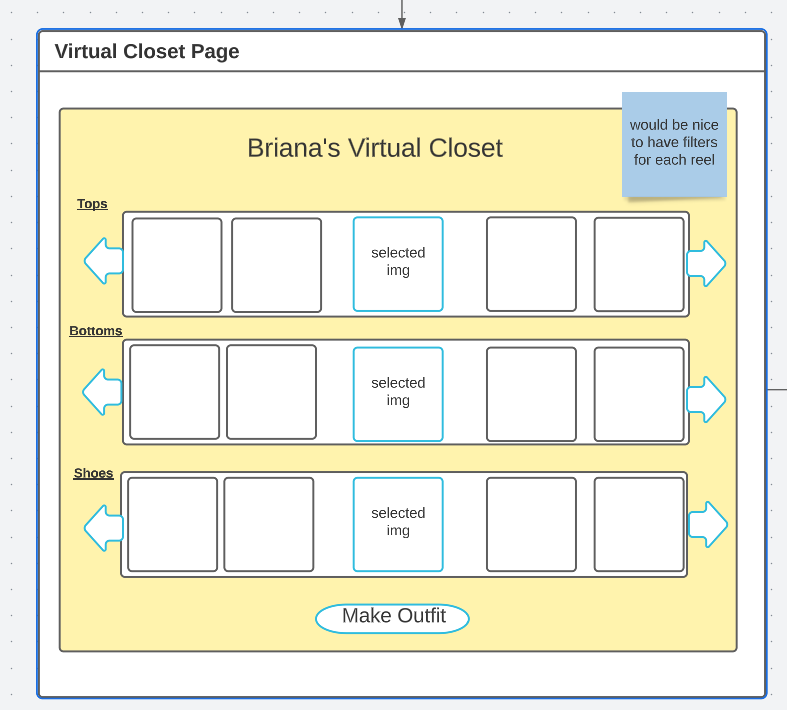 Virtual Closet Page
would be nice
to have filters
for each reel
Briana's Virtual Closet
Tops
selected
img
Bottoms
selected
img
Shoes
selected
img
Make Outfit